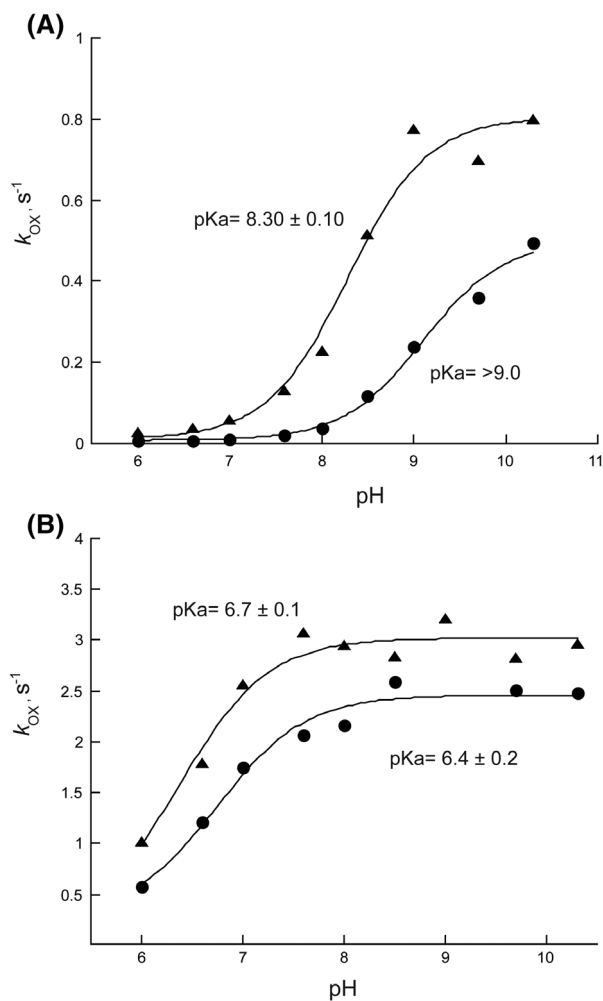 (A)
1
0.8
0.6
0.4
0.2
0
kOX, s-1
pKa= 8.30 ± 0.10
pKa= >9.0
6 7 8 9 10 11
pH
(B)
4
3.5
3
2.5
2
1.5
1
0.5
kOX, s-1
pKa= 6.7 ± 0.1
pKa= 6.4 ± 0.2
6 7 8 9 10
pH